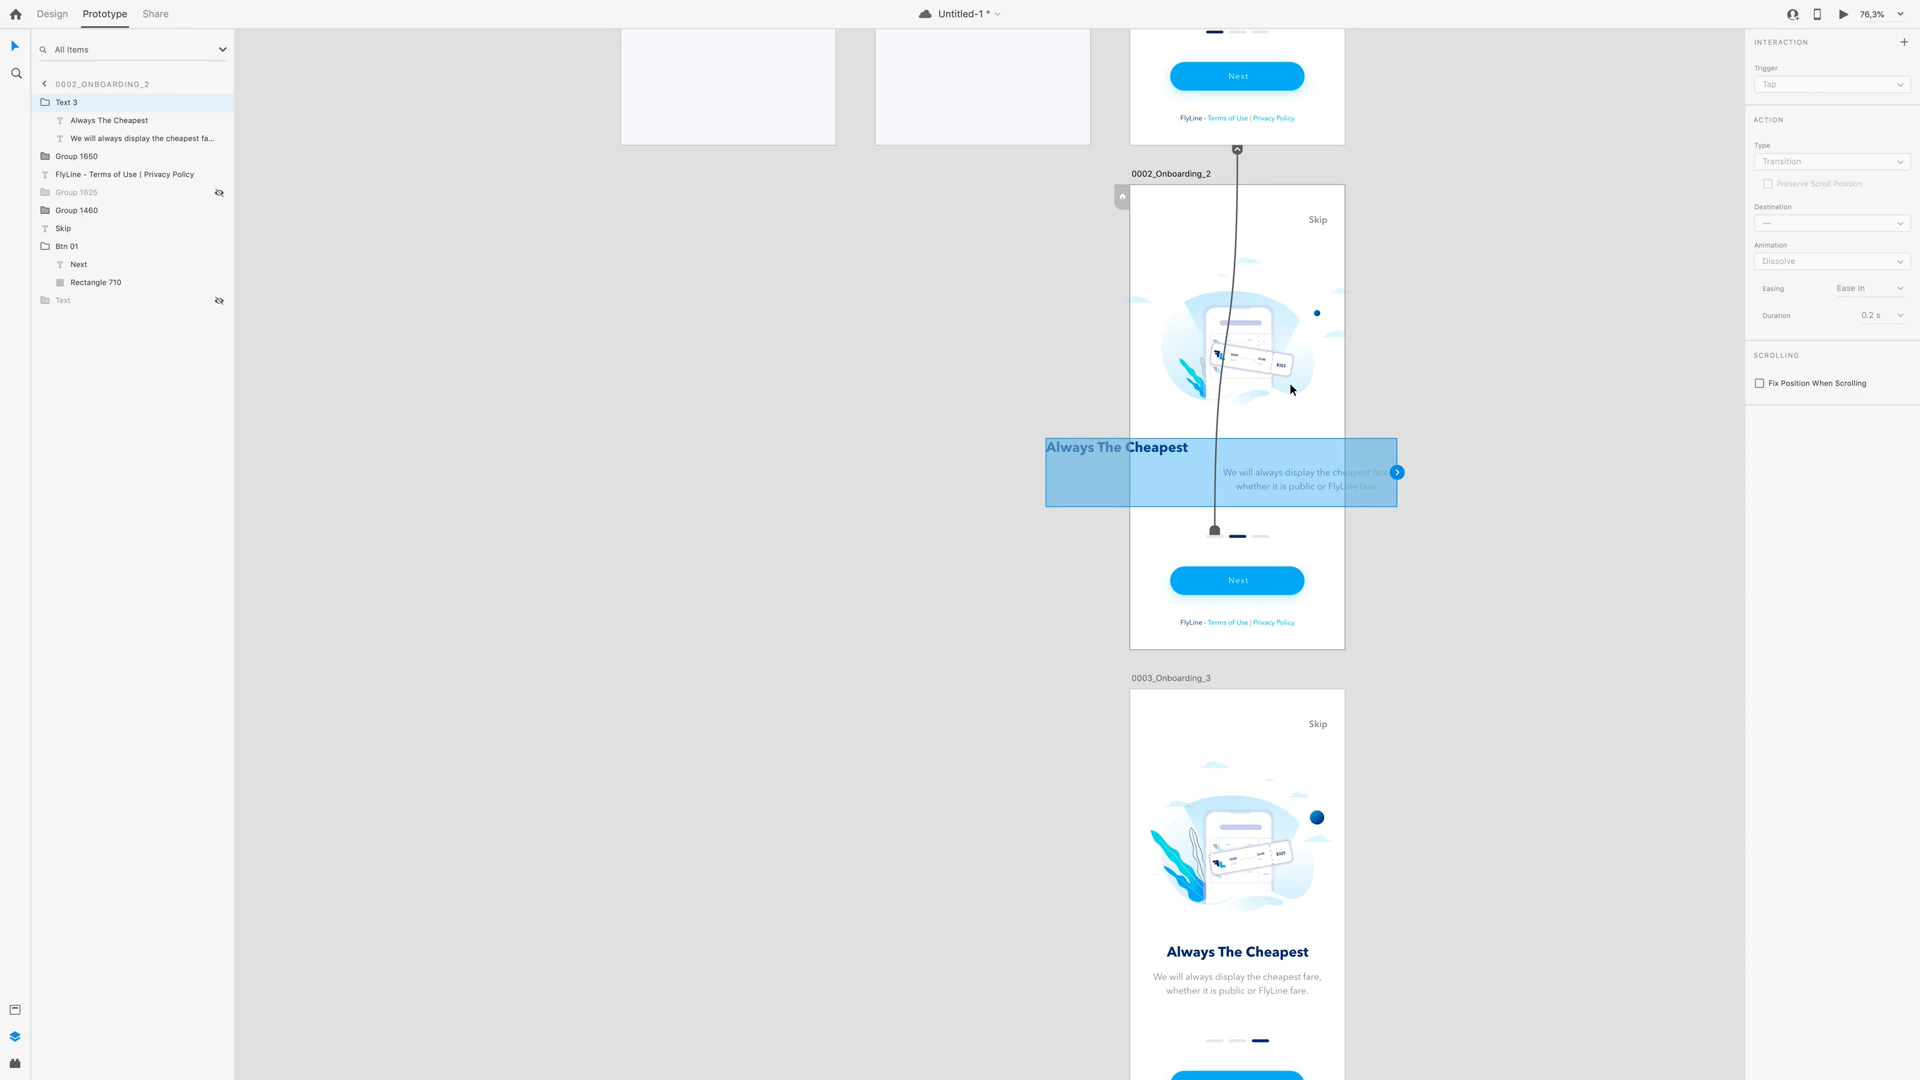 Design
Prototype
Share
Untitled-1 *
76,3%
All Items
0002_ONBOARDING_2
Text 3
Always The Cheapest
We will always display the cheapest fa...
Group 1650
FlyLine - Terms of Use | Privacy Policy
Group 1625
Group 1460
Skip
Btn 01
Next
Rectangle 710
Text
Next
FlyLine - Terms of Use | Privacy Policy
0002_Onboarding_2
Skip
$325
Always The Cheapest
We will always display the cheapest fare,
whether it is public or FlyLine fare.
Next
FlyLine - Terms of Use | Privacy Policy
0003_Onboarding_3
Skip
$325
Always The Cheapest
We will always display the cheapest fare,
whether it is public or FlyLine fare.
INTERACTION
Trigger
Tap
ACTION
Type
Transition
Preserve Scroll Position
Destination
—
Animation
Dissolve
Easing
Ease In
Duration
0.2 s
SCROLLING
Fix Position When Scrolling